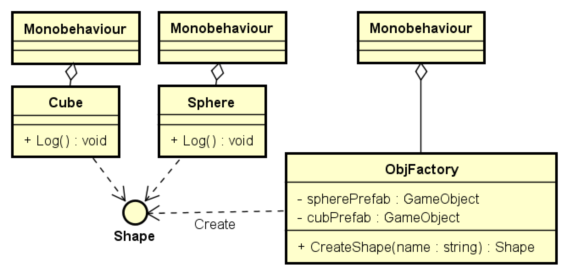 Monobehaviour
Monobehaviour
Monobehaviour
Cube
+ Log() : void
Sphere
+ Log() : void
ObjFactory
- spherePrefab : GameObject
- cubPrefab : GameObject
+ CreateShape(name : string) : Shape
Create
Shape